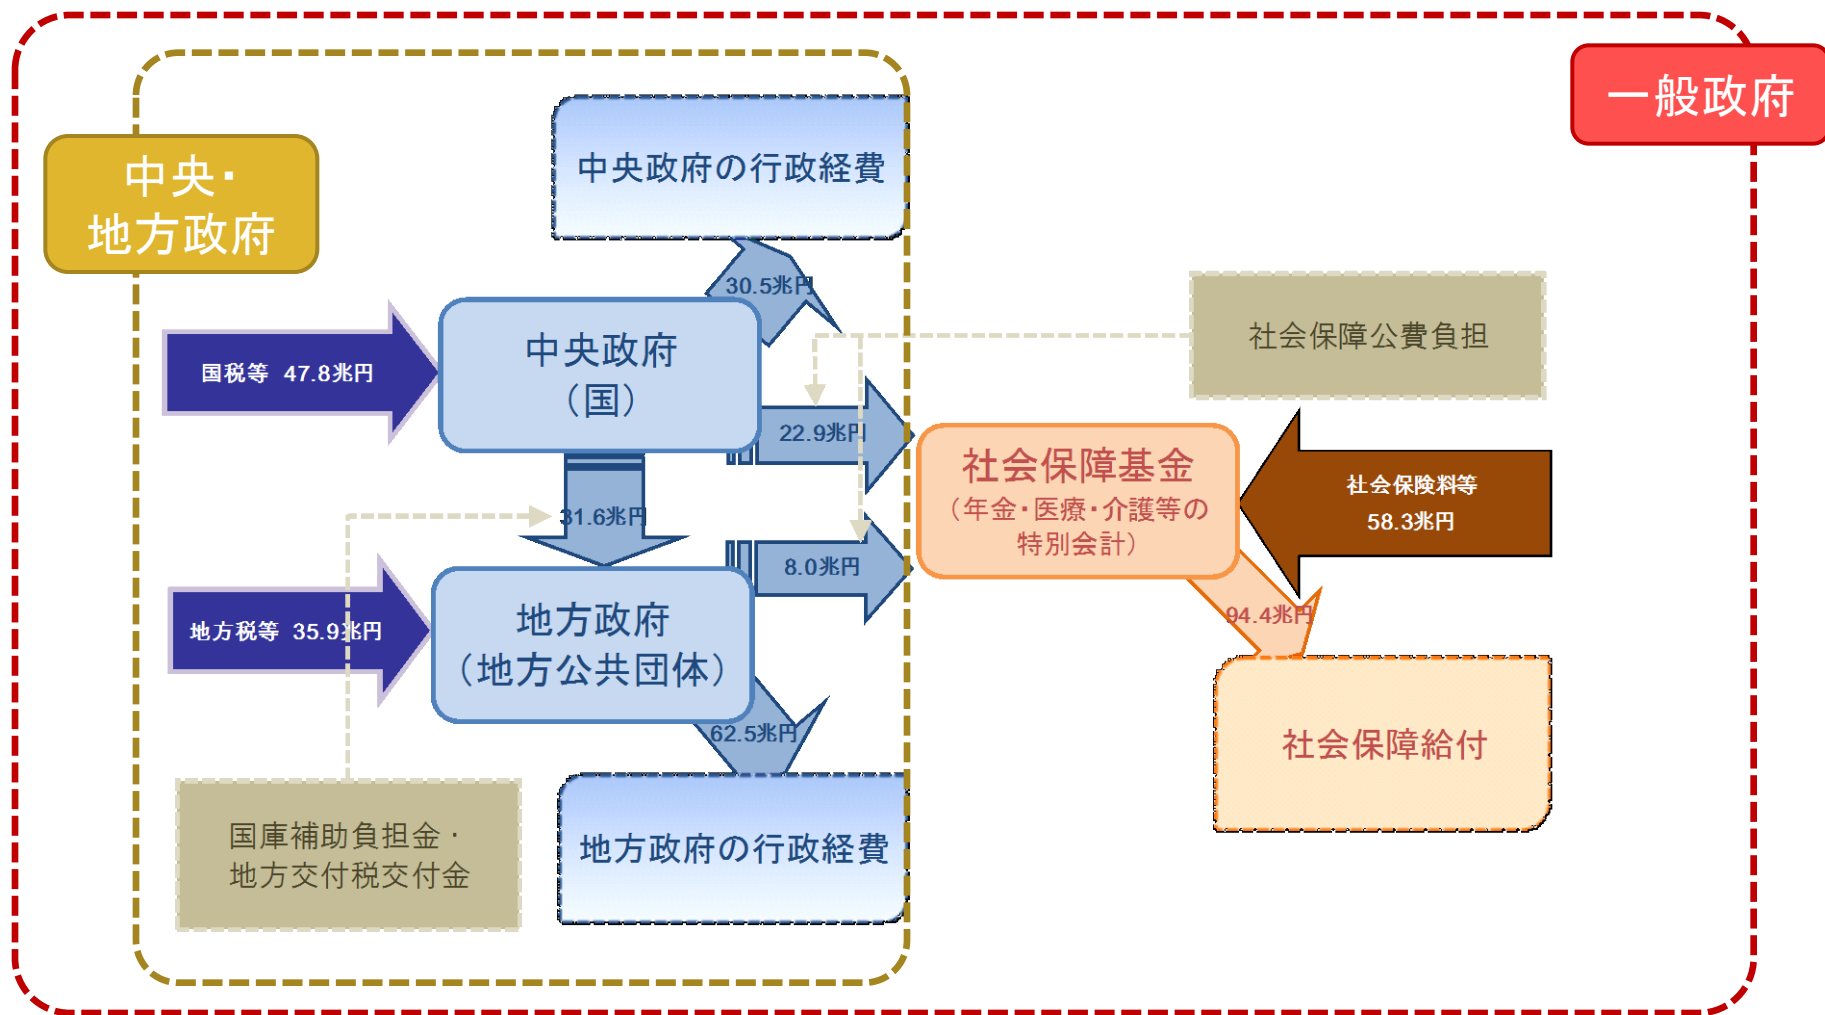 一般政府
中央・
地方政府
中央政府の行政経費
30.5兆円
国税等 47.8兆円
中央政府
（国）
社会保障公費負担
22.9兆円
社会保障基金
（年金・医療・介護等の
特別会計）
社会保険料等
58.3兆円
31.6兆円
8.0兆円
地方税等 35.9兆円
地方政府
（地方公共団体）
94.4兆円
62.5兆円
社会保障給付
国庫補助負担金・
地方交付税交付金
地方政府の行政経費